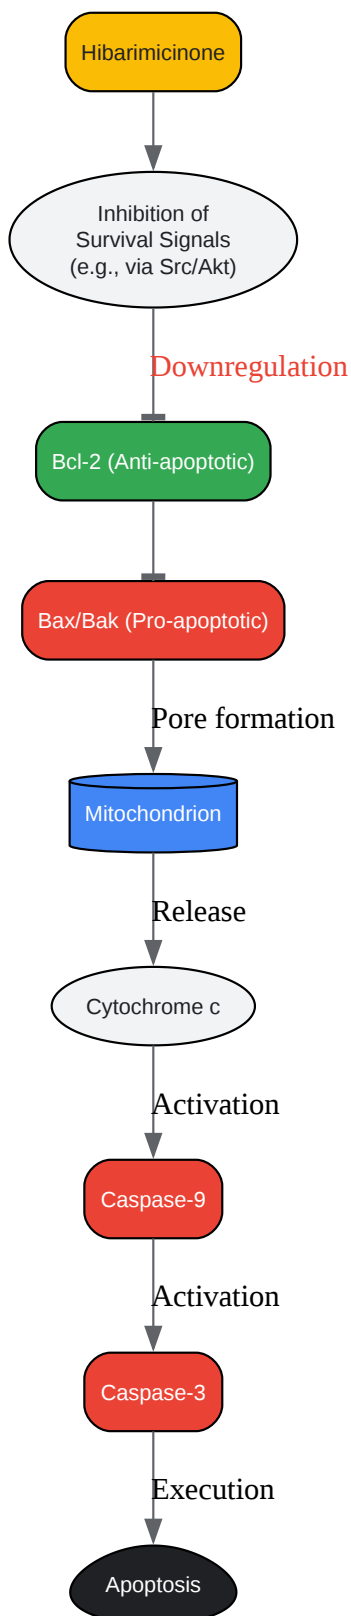 Hibarimicinone
Inhibition of
Survival Signals
(e.g., via Src/Akt)
Downregulation
Bcl-2 (Anti-apoptotic)
Bax/Bak (Pro-apoptotic)
Pore formation
Mitochondrion
Release
Cytochrome c
Activation
Caspase-9
Activation
Caspase-3
Execution
Apoptosis